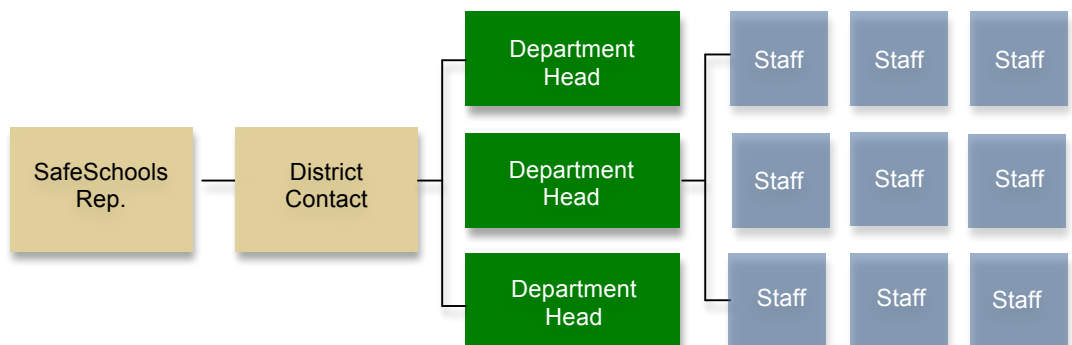 SafeSchools
Rep.
District
Contact
Department
Head
Department
Head
Department
Head
Staff
Staff
Staff
Staff
Staff
Staff
Staff
Staff
Staff